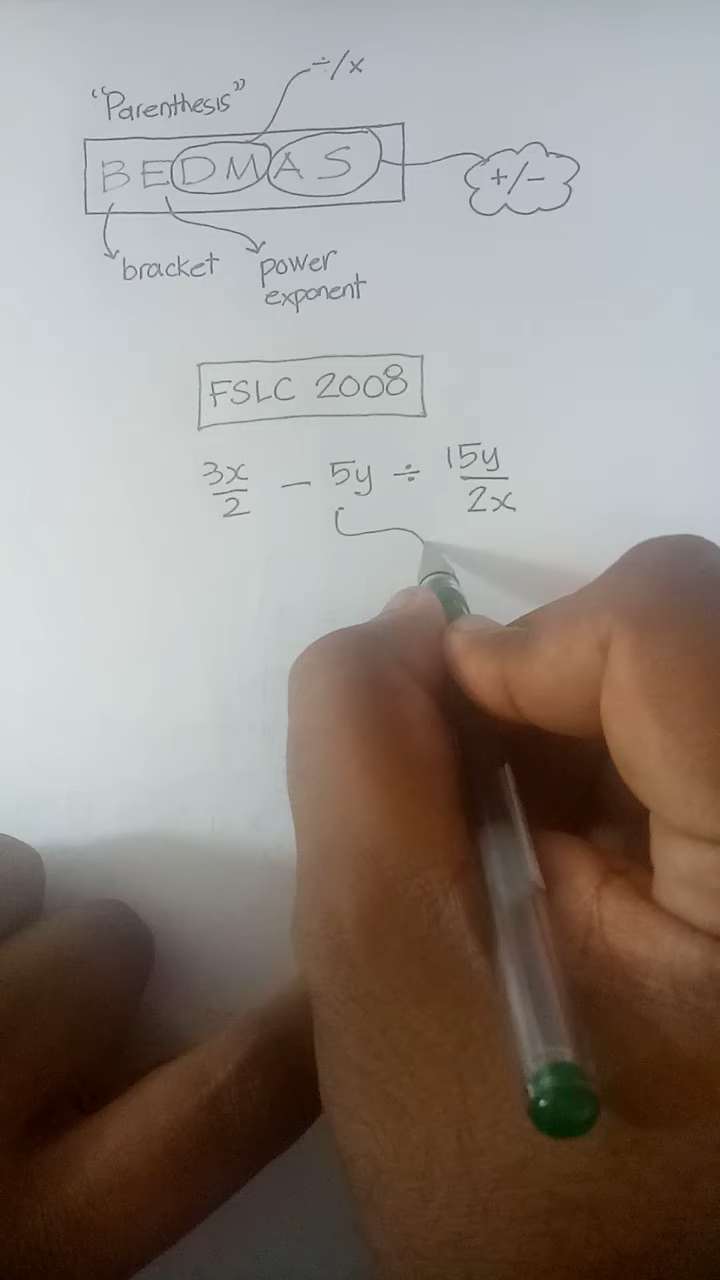 ÷/x
"Parenthesis"
BEDMAS
+/-
bracket
power
exponent
FSLC 2008
3x/2 - 5y ÷ 15y/2x